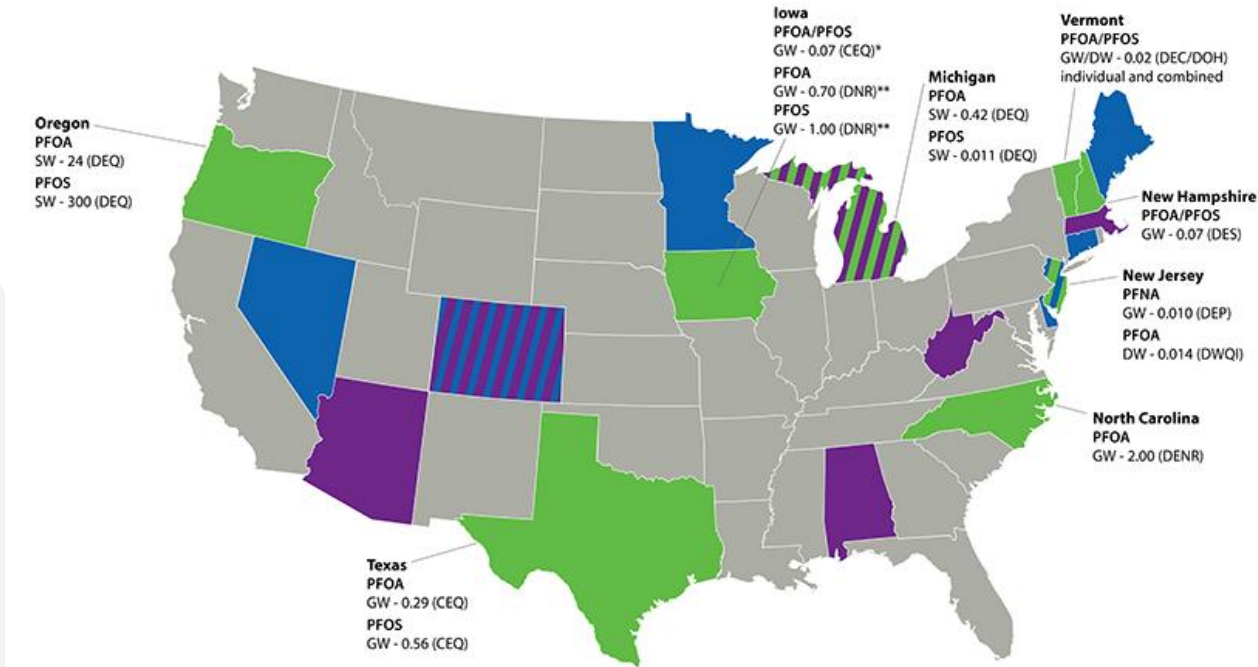 Iowa
PFOA/PFOS
GW - 0.07 (CEQ)*
PFOA
GW - 0.70 (DNR)**
PFOS
GW - 1.00 (DNR)**
Vermont
PFOA/PFOS
GW/DW - 0.02 (DEC/DOH)
individual and combined
Michigan
PFOA
SW - 0.42 (DEQ)
PFOS
SW - 0.011 (DEQ)
Oregon
PFOA
SW - 24 (DEQ)
PFOS
SW - 300 (DEQ)
New Hampshire
PFOA/PFOS
GW - 0.07 (DES)
New Jersey
PFNA
GW - 0.010 (DEP)
PFOA
DW - 0.014 (DWQI)
North Carolina
PFOA
GW - 2.00 (DENR)
Texas
PFOA
GW - 0.29 (CEQ)
PFOS
GW - 0.56 (CEQ)